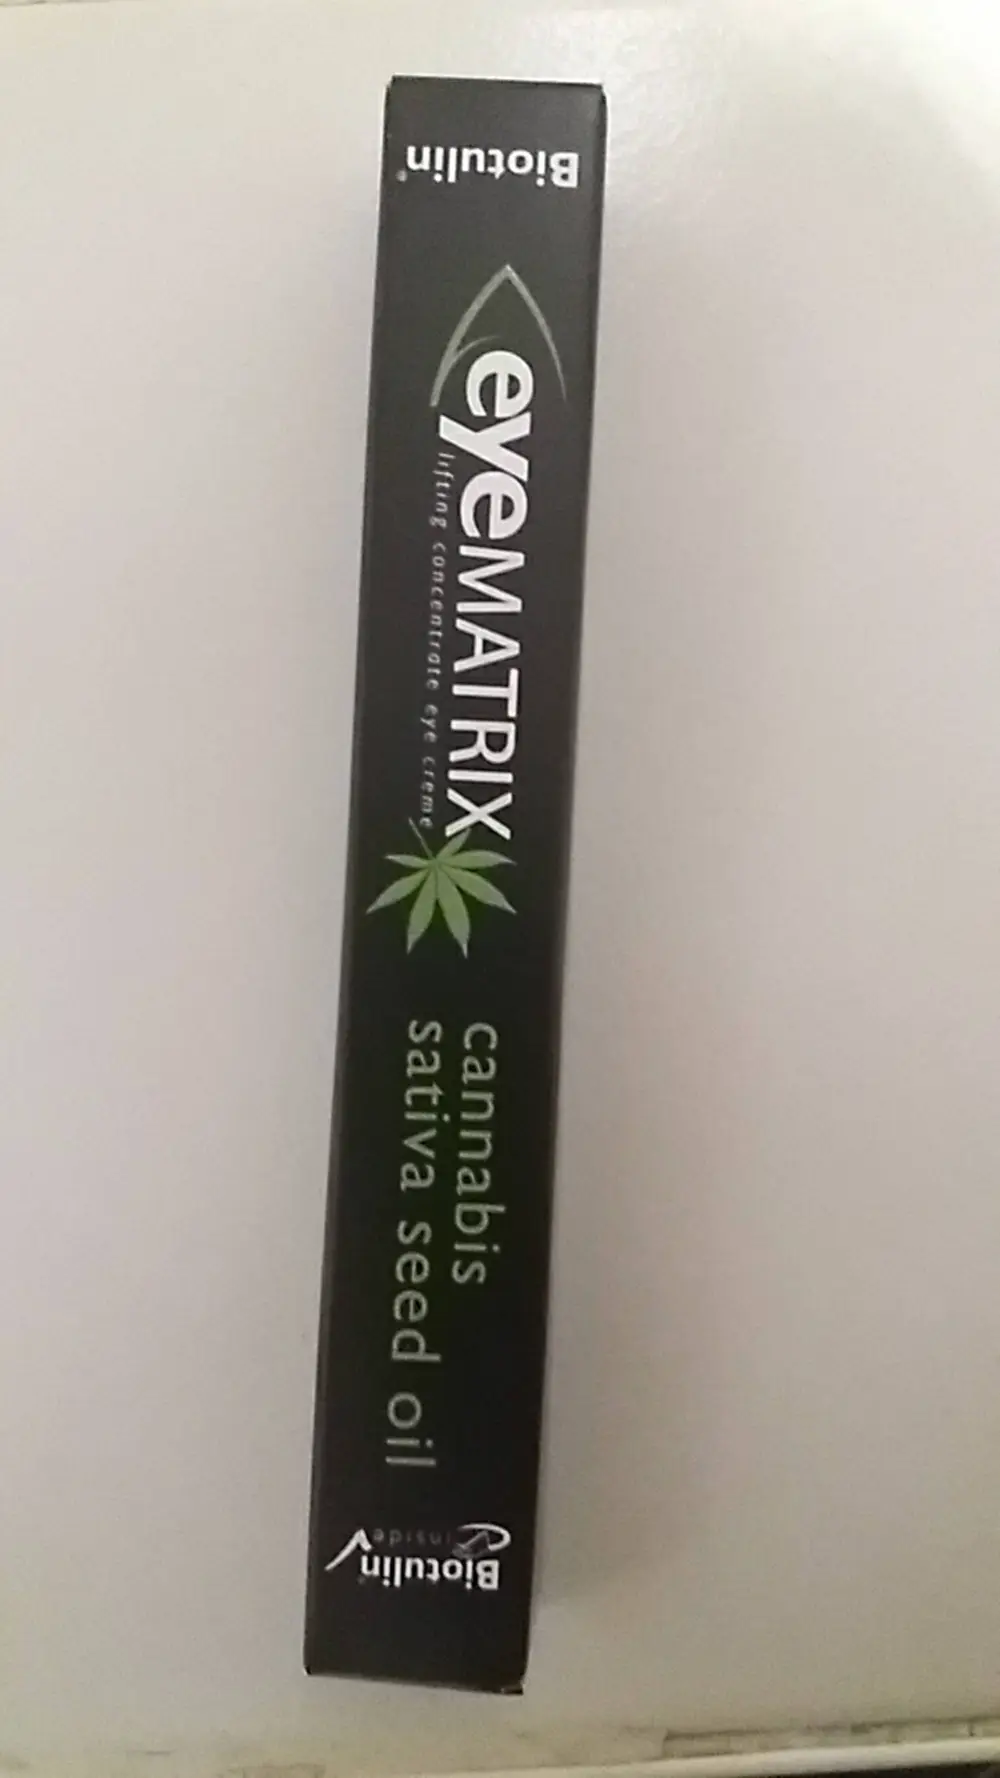 Biotulin®
eyeMATRIX
lifting concentrate eye creme
cannabis
sativa seed oil
Biotulin®
inside